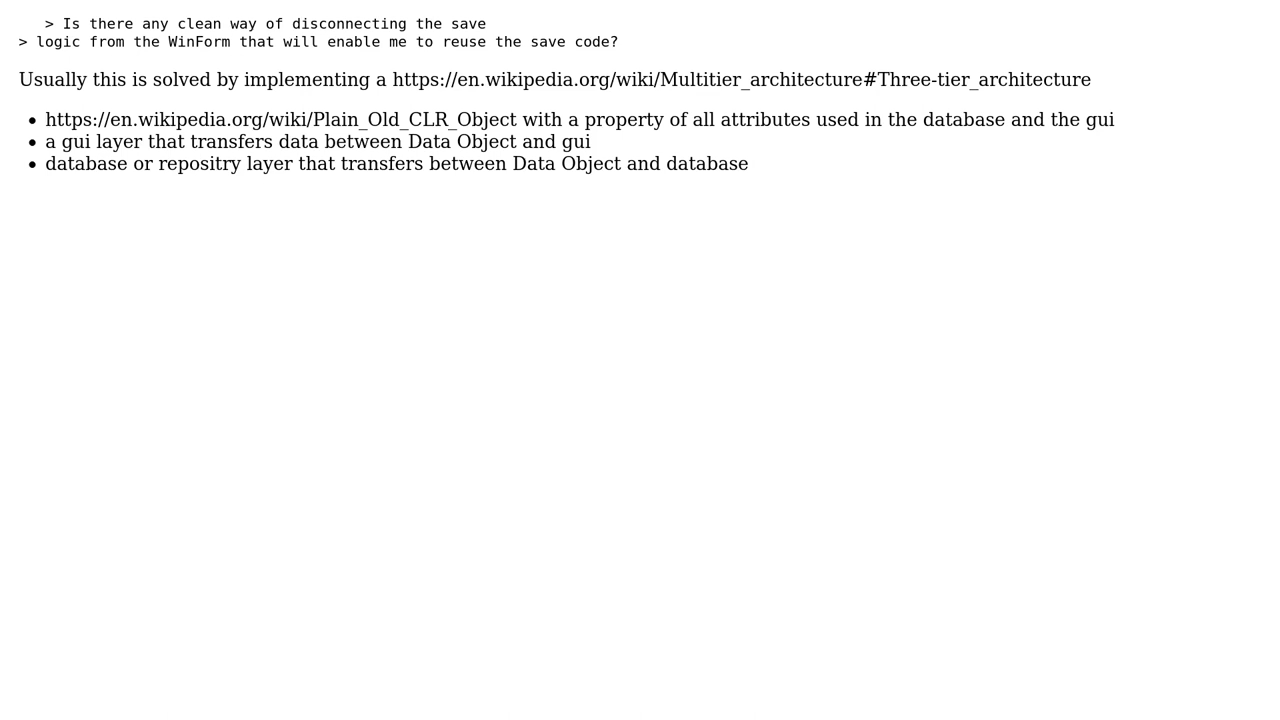 > Is there any clean way of disconnecting the save
> logic from the WinForm that will enable me to reuse the save code?
Usually this is solved by implementing a https://en.wikipedia.org/wiki/Multitier_architecture#Three-tier_architecture
• https://en.wikipedia.org/wiki/Plain_Old_CLR_Object with a property of all attributes used in the database and the gui
• a gui layer that transfers data between Data Object and gui
• database or repositry layer that transfers between Data Object and database